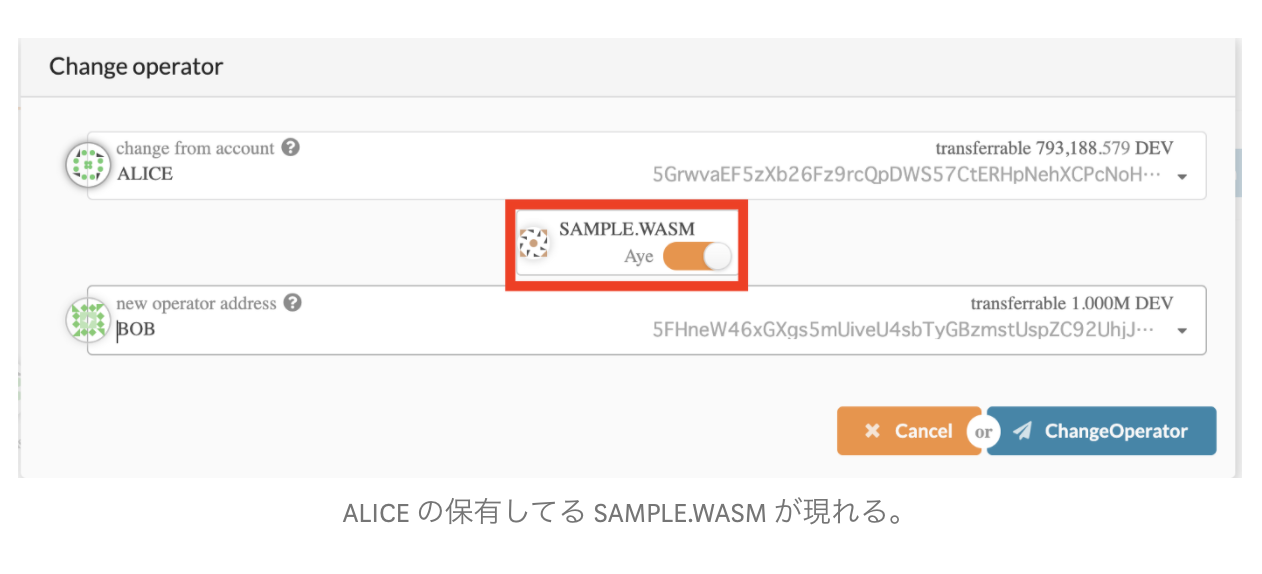 Change operator
change from account
transferrable 793,188.579 DEV
ALICE
5GrwvaEF5zXb26Fz9rcQpDWS57CtERHpNehXCPcNoH…
SAMPLE.WASM
Aye
new operator address
transferrable 1.000M DEV
BOB
5FHneW46xGXgs5mUiveU4sbTyGBzmstUspZC92UhjJ…
Cancel
or
ChangeOperator
ALICE の保有してる SAMPLE.WASM が現れる。